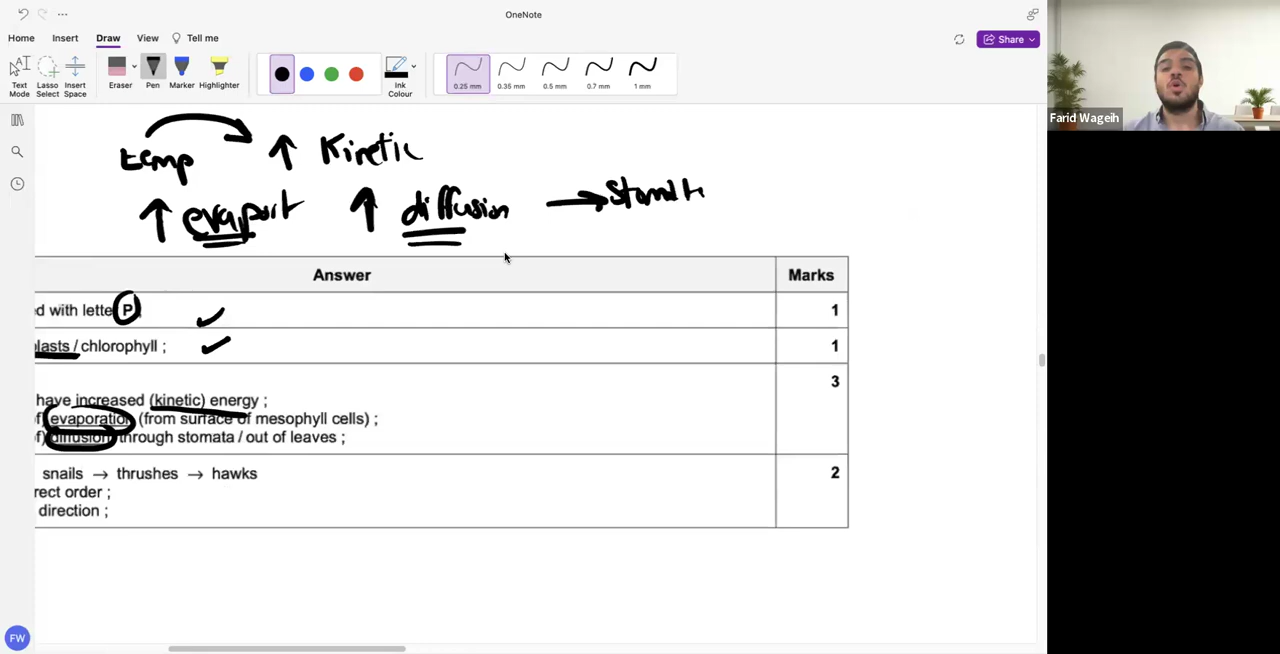 OneNote
Home Insert Draw View Tell me
Share
Text Mode Lasso Select Insert Space Eraser Pen Marker Highlighter Ink Colour 0.25 mm 0.35 mm 0.5 mm 0.7 mm 1 mm
Farid Wageih
temp ↑ Kinetic
↑ evaport ↑ diffusion → Stomata
Answer Marks
ed with letter P 1
lasts / chlorophyll ; 1
3
have increased (kinetic) energy ;
of) evaporation (from surface of mesophyll cells) ;
of) diffusion through stomata / out of leaves ;
snails → thrushes → hawks 2
rect order ;
direction ;
FW